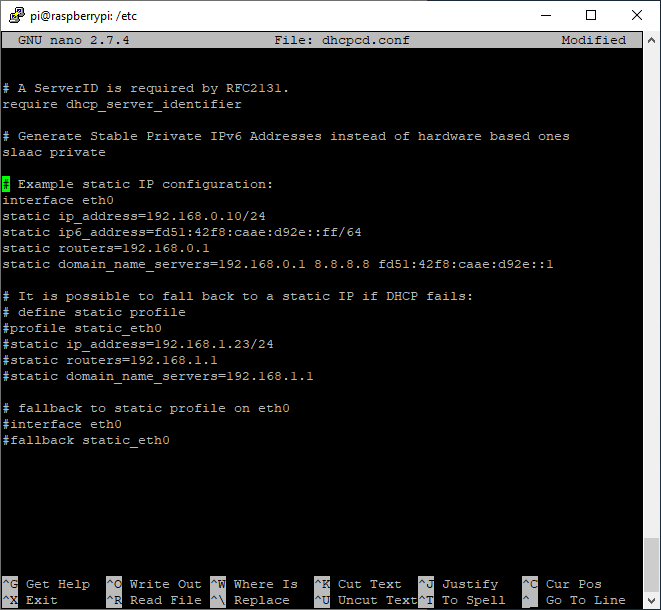 pi@raspberrypi: /etc
GNU nano 2.7.4 File: dhcpcd.conf Modified
# A ServerID is required by RFC2131.
require dhcp_server_identifier
# Generate Stable Private IPv6 Addresses instead of hardware based ones
slaac private
# Example static IP configuration:
interface eth0
static ip_address=192.168.0.10/24
static ip6_address=fd51:42f8:caae:d92e::ff/64
static routers=192.168.0.1
static domain_name_servers=192.168.0.1 8.8.8.8 fd51:42f8:caae:d92e::1
# It is possible to fall back to a static IP if DHCP fails:
# define static profile
#profile static_eth0
#static ip_address=192.168.1.23/24
#static routers=192.168.1.1
#static domain_name_servers=192.168.1.1
# fallback to static profile on eth0
#interface eth0
#fallback static_eth0
^G Get Help ^O Write Out ^W Where Is ^K Cut Text ^J Justify ^C Cur Pos
^X Exit ^R Read File ^\ Replace ^U Uncut Text ^T To Spell ^_ Go To Line